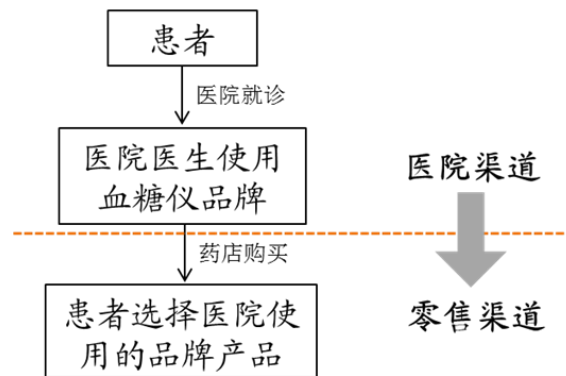 患者
医院就诊
医院医生使用
血糖仪品牌
医院渠道
药店购买
患者选择医院使
用的品牌产品
零售渠道